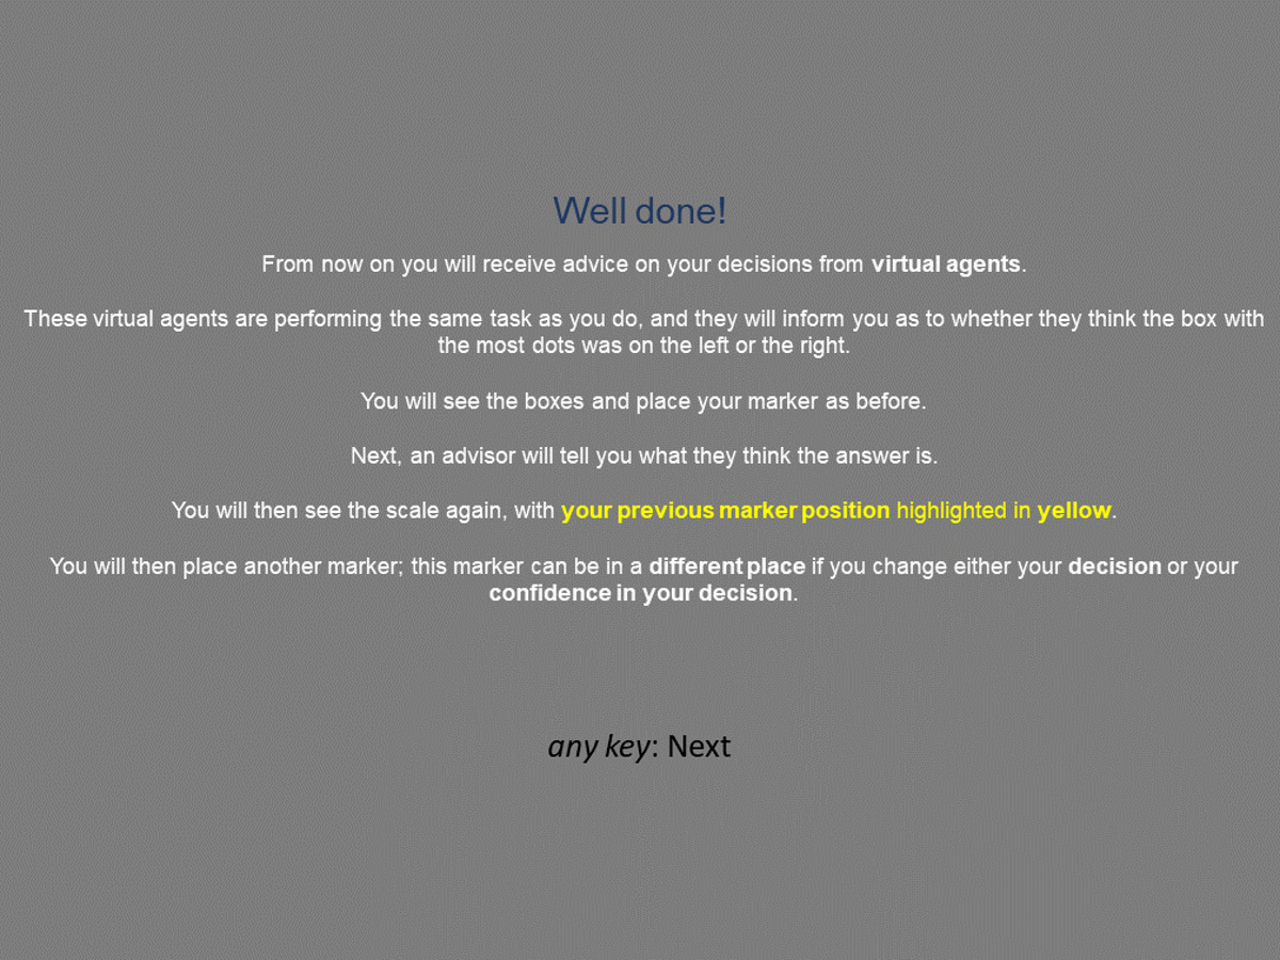 Well done!
From now on you will receive advice on your decisions from virtual agents.
These virtual agents are performing the same task as you do, and they will inform you as to whether they think the box with
the most dots was on the left or the right.
You will see the boxes and place your marker as before.
Next, an advisor will tell you what they think the answer is.
You will then see the scale again, with your previous marker position highlighted in yellow.
You will then place another marker; this marker can be in a different place if you change either your decision or your
confidence in your decision.
any key: Next